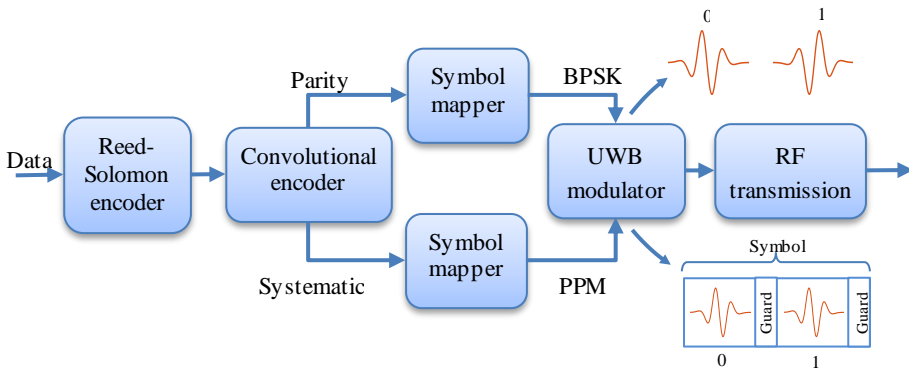 Data
Reed-
Solomon
encoder
Convolutional
encoder
Parity
Systematic
Symbol
mapper
Symbol
mapper
BPSK
PPM
UWB
modulator
RF
transmission
0
1
Symbol
Guard
Guard
0
1